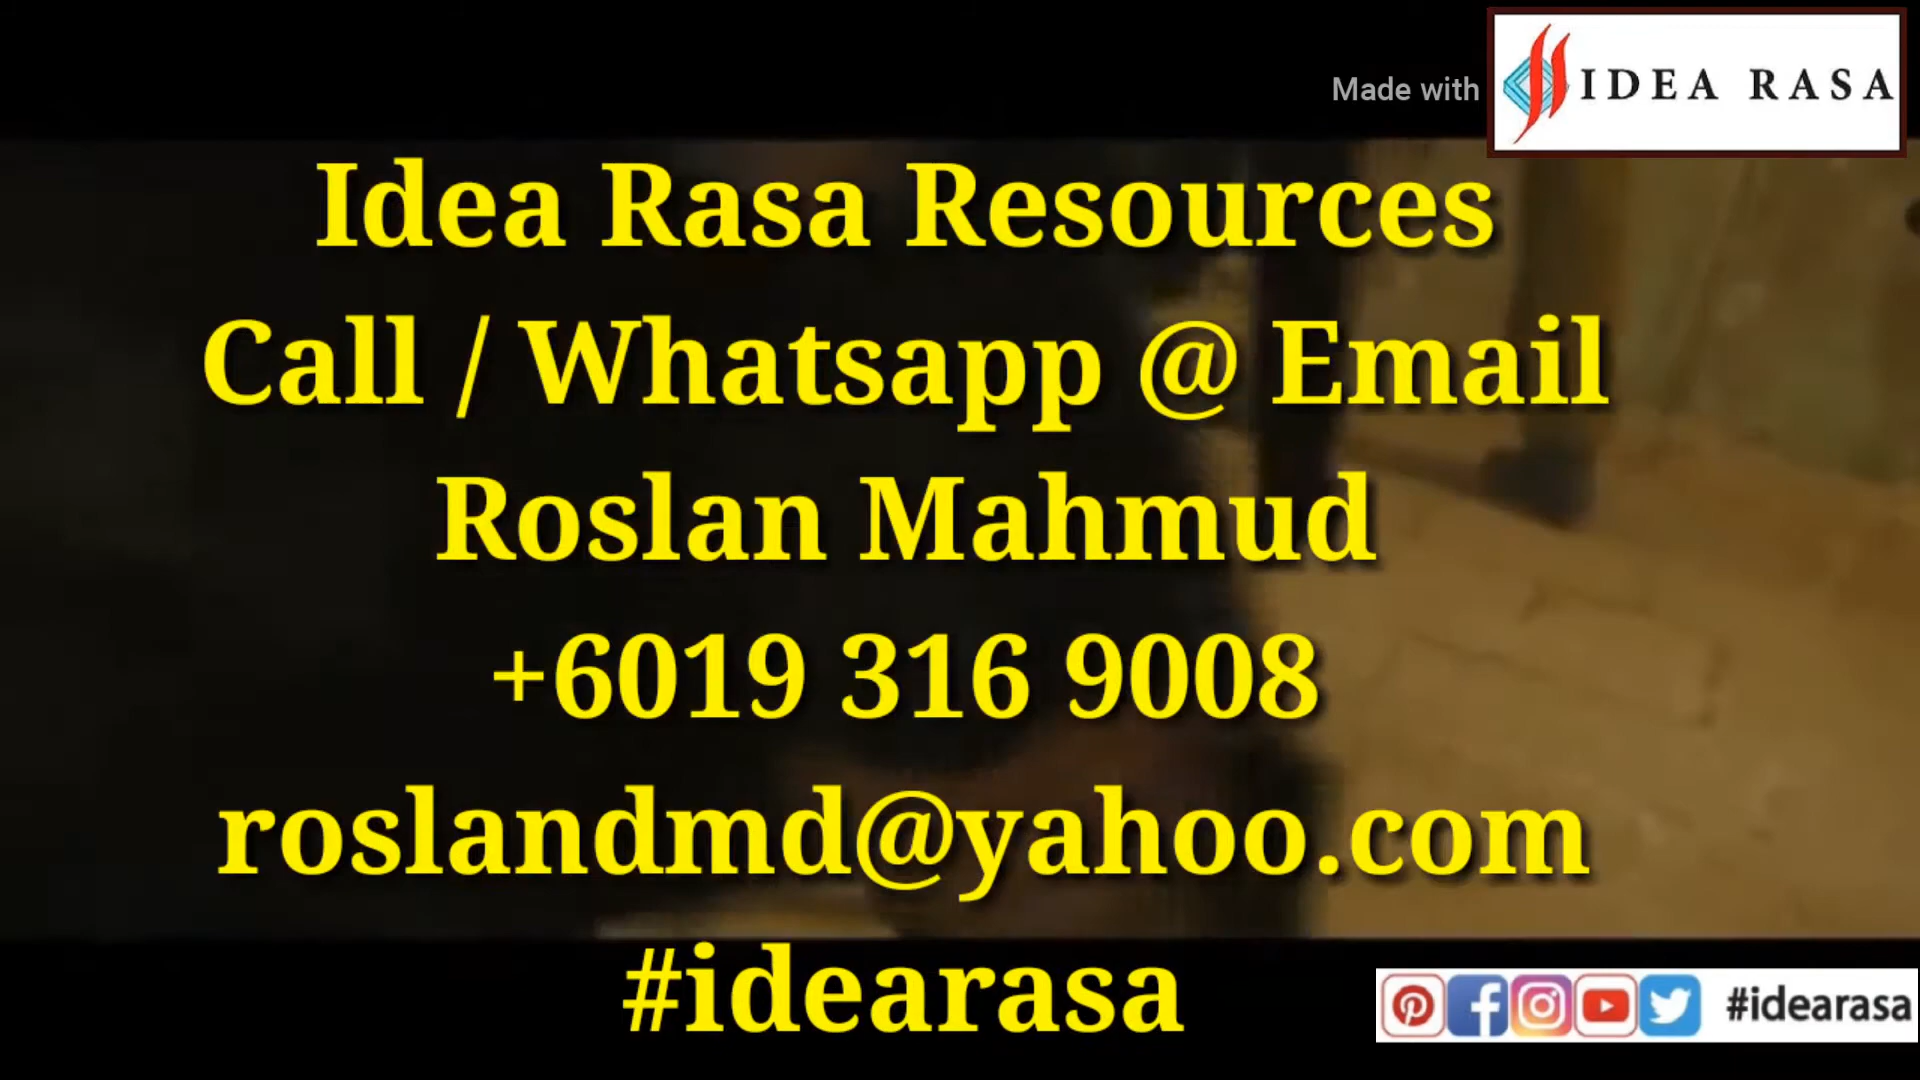 Made with
IDEA RASA
Idea Rasa Resources
Call / Whatsapp @ Email
Roslan Mahmud
+6019 316 9008
roslandmd@yahoo.com
#idearasa
#idearasa